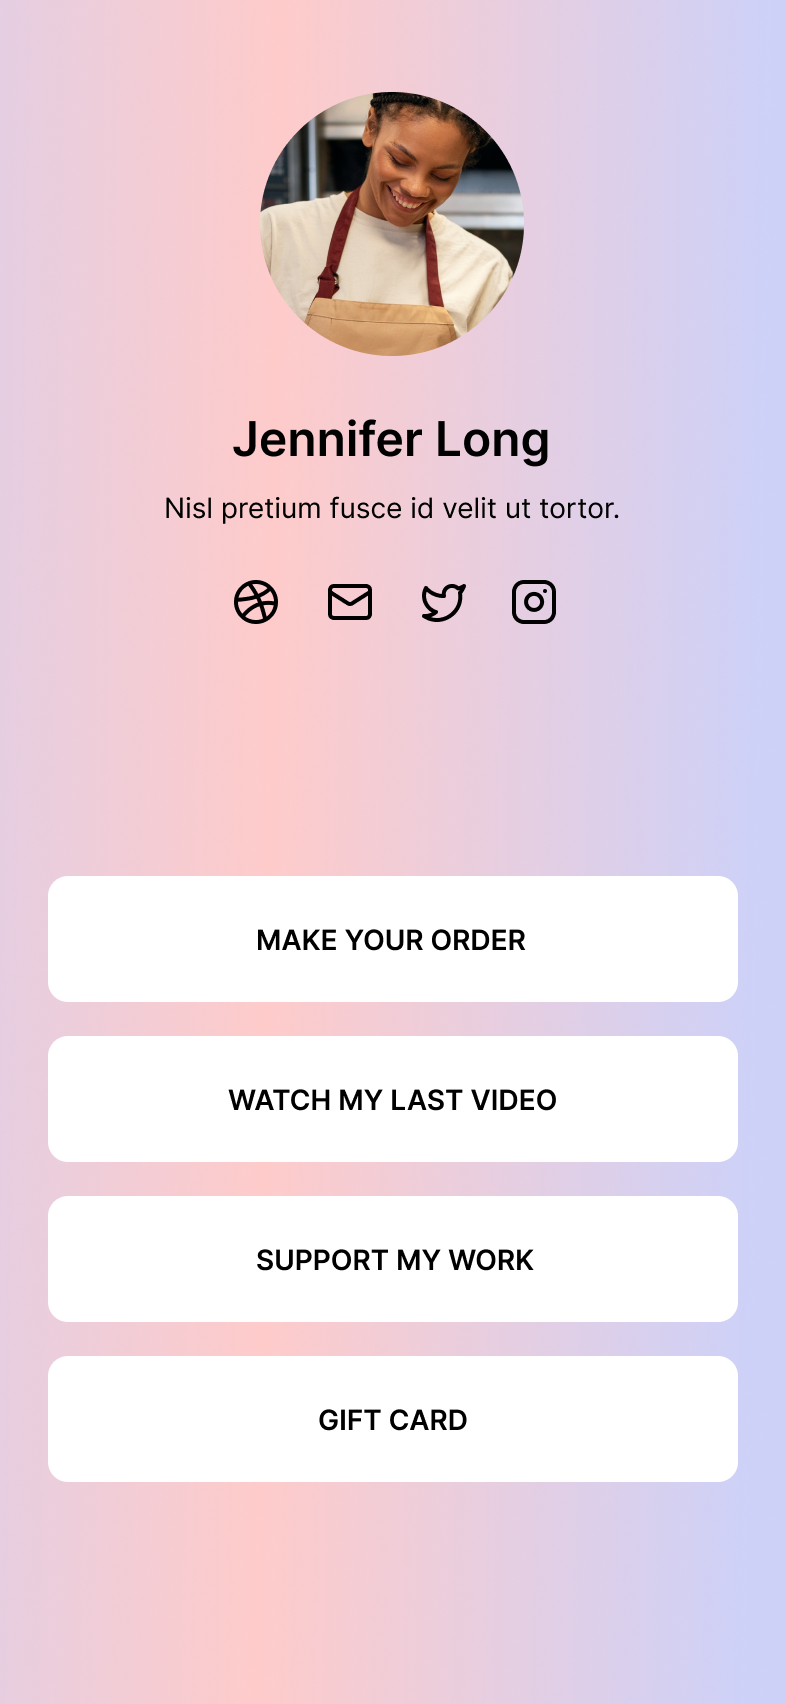 Jennifer Long
Nisl pretium fusce id velit ut tortor.
MAKE YOUR ORDER
WATCH MY LAST VIDEO
SUPPORT MY WORK
GIFT CARD